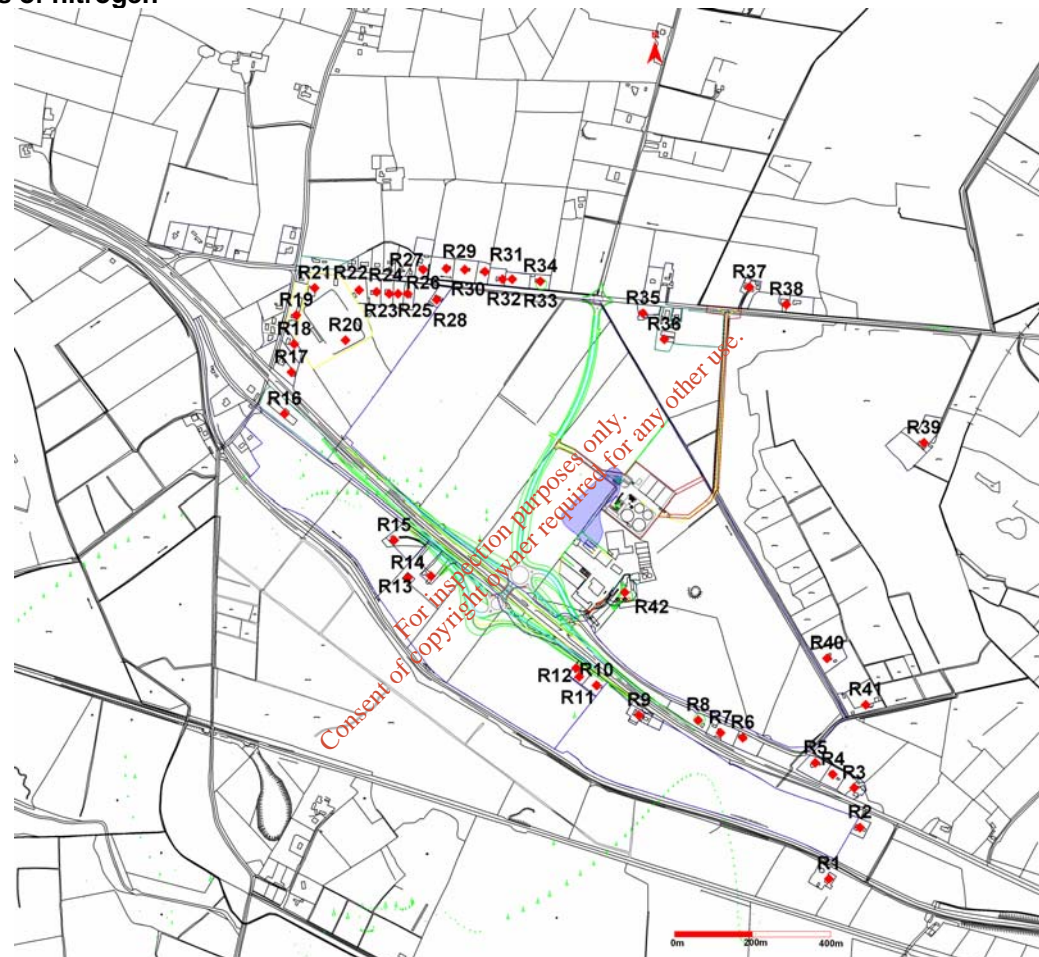 s of nitrogen
R27
R29
R31
R34
R21
R22
R24
R26
R30
R32
R33
R23
R25
R28
R37
R38
R35
R36
R19
R20
R18
R17
R16
R39
R15
R14
R13
R42
R10
R12
R11
R9
R8
R7
R6
R40
R41
R5
R4
R3
R2
R1
For inspection purposes only.
Consent of copyright owner required for any other use.
0m 200m 400m